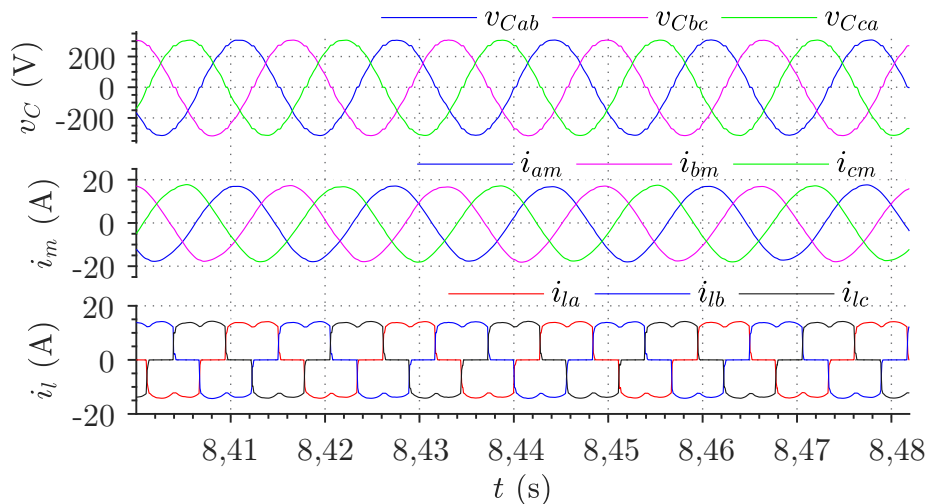 v_Cab v_Cbc v_Cca
v_C (V)
200
0
-200
i_am i_bm i_cm
i_m (A)
20
0
-20
i_la i_lb i_lc
i_l (A)
20
0
-20
8,41 8,42 8,43 8,44 8,45 8,46 8,47 8,48
t (s)